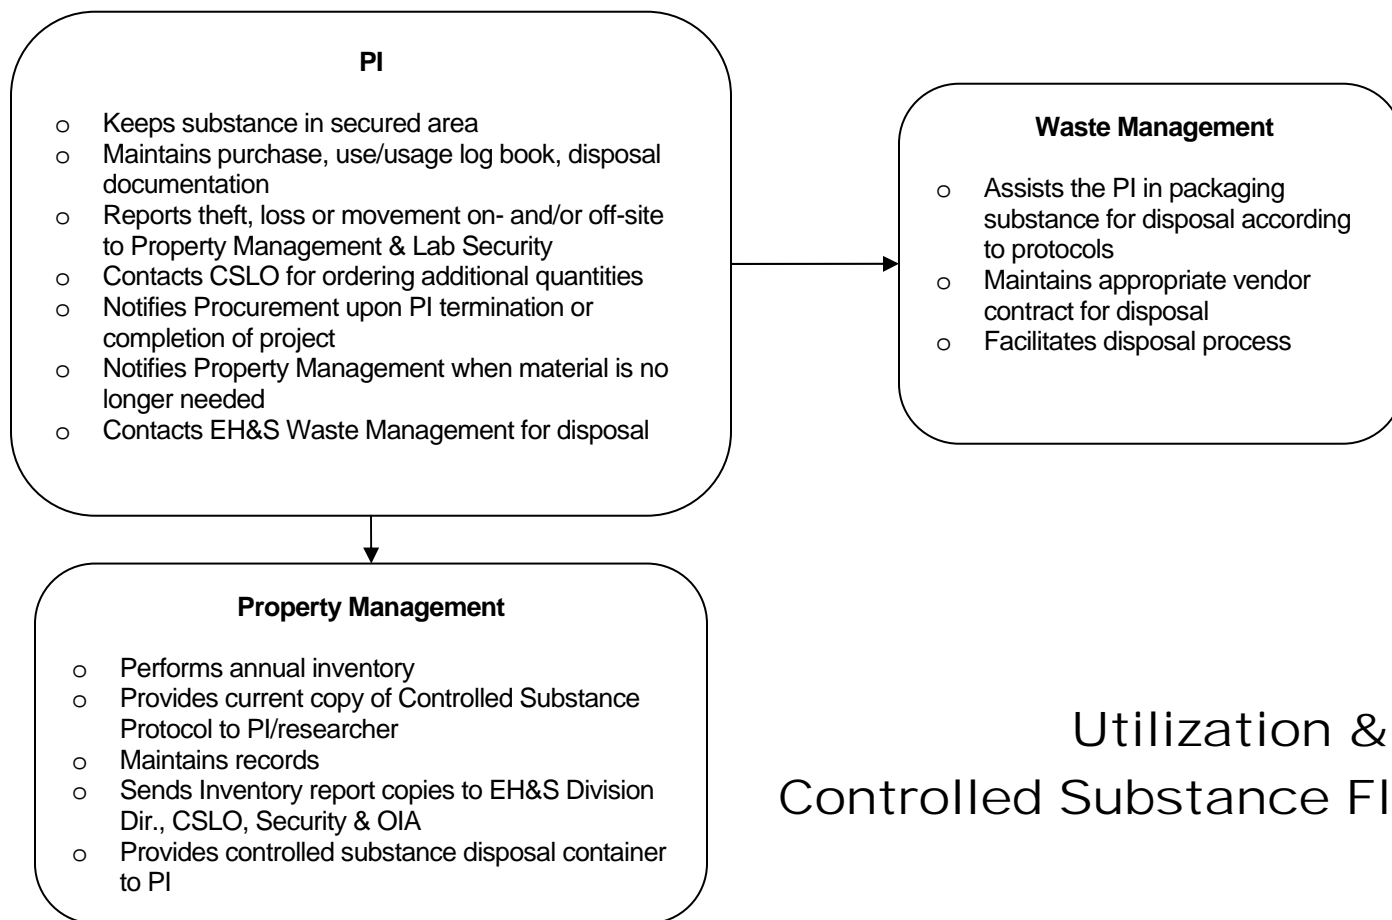 PI
o Keeps substance in secured area
o Maintains purchase, use/usage log book, disposal
documentation
o Reports theft, loss or movement on- and/or off-site
to Property Management & Lab Security
o Contacts CSLO for ordering additional quantities
o Notifies Procurement upon PI termination or
completion of project
o Notifies Property Management when material is no
longer needed
o Contacts EH&S Waste Management for disposal
Waste Management
o Assists the PI in packaging
substance for disposal according
to protocols
o Maintains appropriate vendor
contract for disposal
o Facilitates disposal process
Property Management
o Performs annual inventory
o Provides current copy of Controlled Substance
Protocol to PI/researcher
o Maintains records
o Sends Inventory report copies to EH&S Division
Dir., CSLO, Security & OIA
o Provides controlled substance disposal container
to PI
Utilization &
Controlled Substance Fl